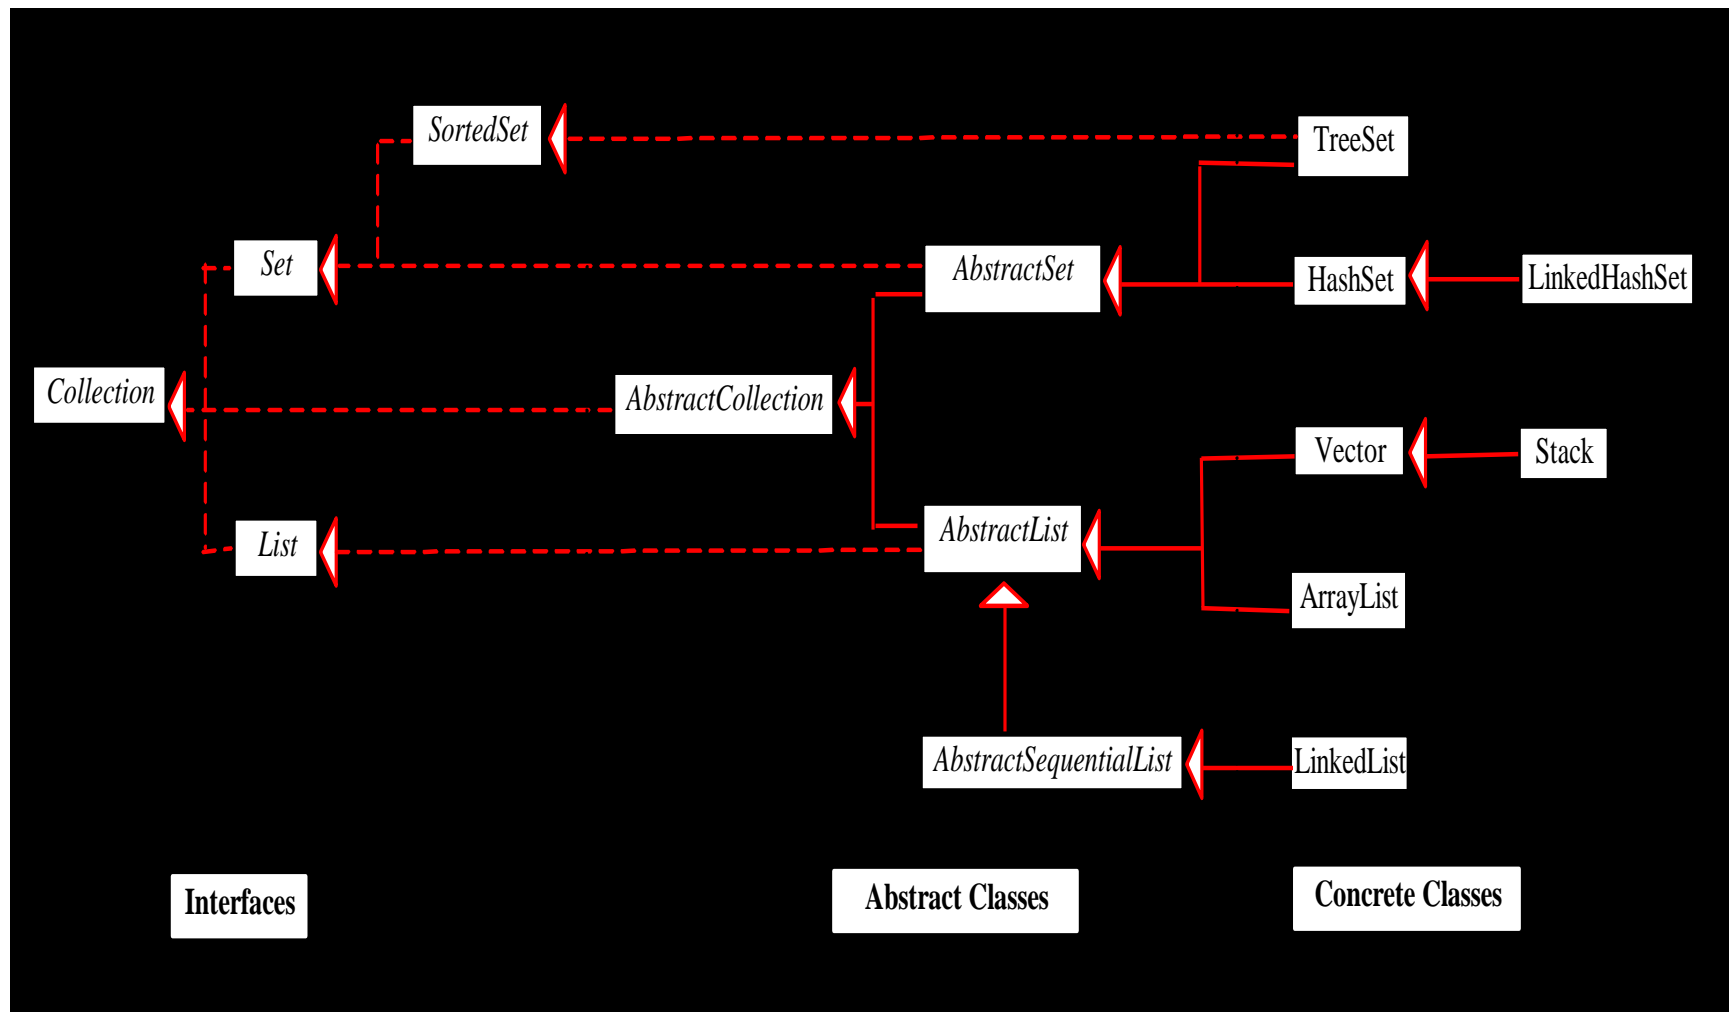 SortedSet
TreeSet
Set
AbstractSet
HashSet
LinkedHashSet
Collection
AbstractCollection
Vector
Stack
List
AbstractList
ArrayList
AbstractSequentialList
LinkedList
Interfaces
Abstract Classes
Concrete Classes